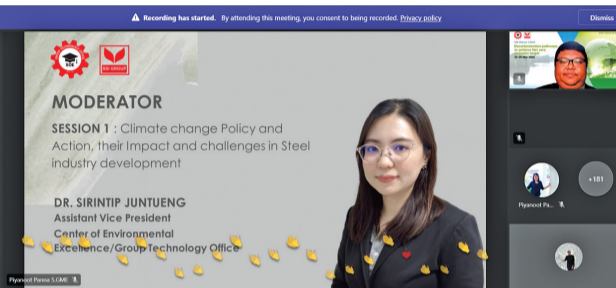 Recording has started. By attending this meeting, you consent to being recorded. Privacy policy
Dismiss
SSI GROUP
MODERATOR
SESSION 1 : Climate change Policy and
Action, their Impact and challenges in Steel
industry development
DR. SIRINTIP JUNTUENG
Assistant Vice President
Center of Environmental
Excellence/Group Technology Office
Piyanoot Panna S.GME
Piyanoot Pa...
+181